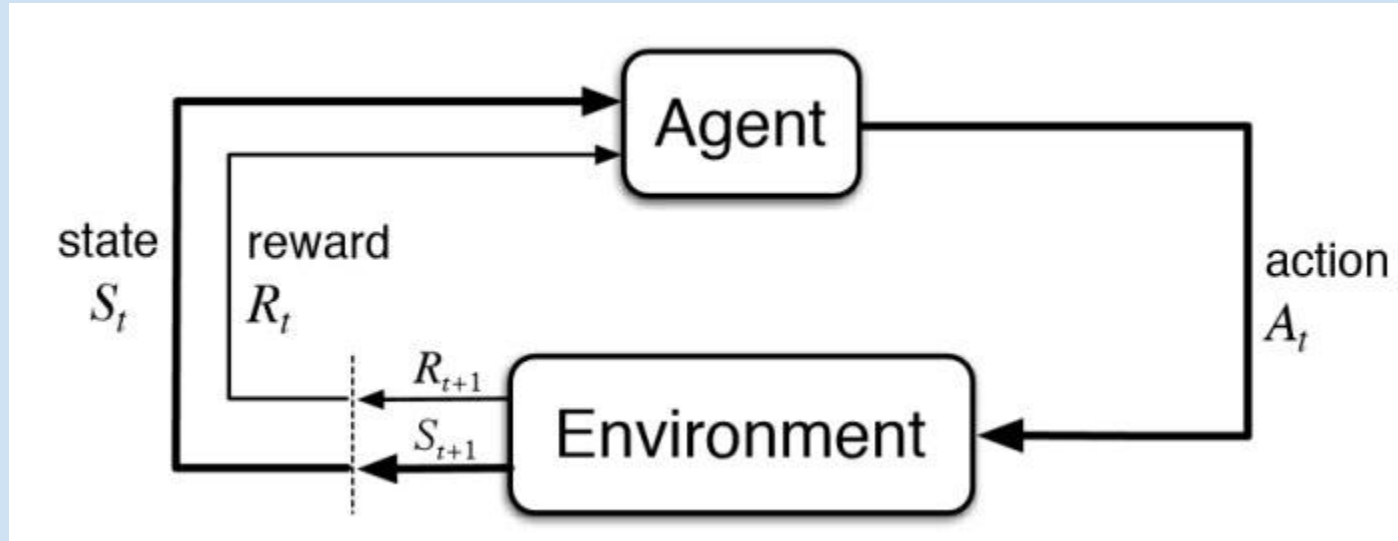 Agent
state
S_t
reward
R_t
action
A_t
R_{t+1}
S_{t+1}
Environment